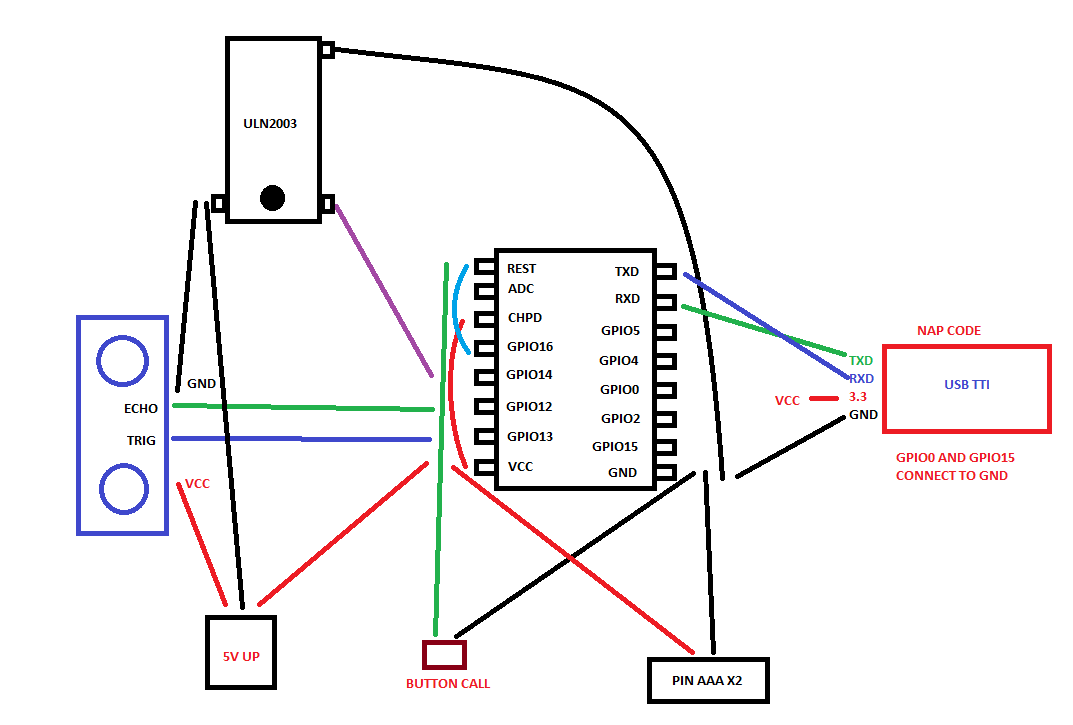 ULN2003
GND
ECHO
TRIG
VCC
5V UP
REST
ADC
CHPD
GPIO16
GPIO14
GPIO12
GPIO13
VCC
TXD
RXD
GPIO5
GPIO4
GPIO0
GPIO2
GPIO15
GND
BUTTON CALL
PIN AAA X2
NAP CODE
TXD
RXD
VCC
3.3
GND
USB TTI
GPIO0 AND GPIO15
CONNECT TO GND